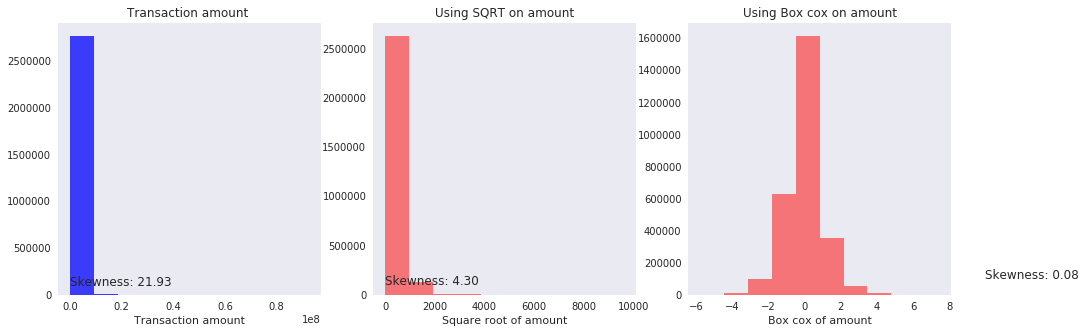 Transaction amount
2500000
2000000
1500000
1000000
500000
0
Skewness: 21.93
0.0 0.2 0.4 0.6 0.8
1e8
Transaction amount
Using SQRT on amount
2500000
2000000
1500000
1000000
500000
0
Skewness: 4.30
0 2000 4000 6000 8000 10000
Square root of amount
Using Box cox on amount
1600000
1400000
1200000
1000000
800000
600000
400000
200000
0
Skewness: 0.08
−6 −4 −2 0 2 4 6 8
Box cox of amount